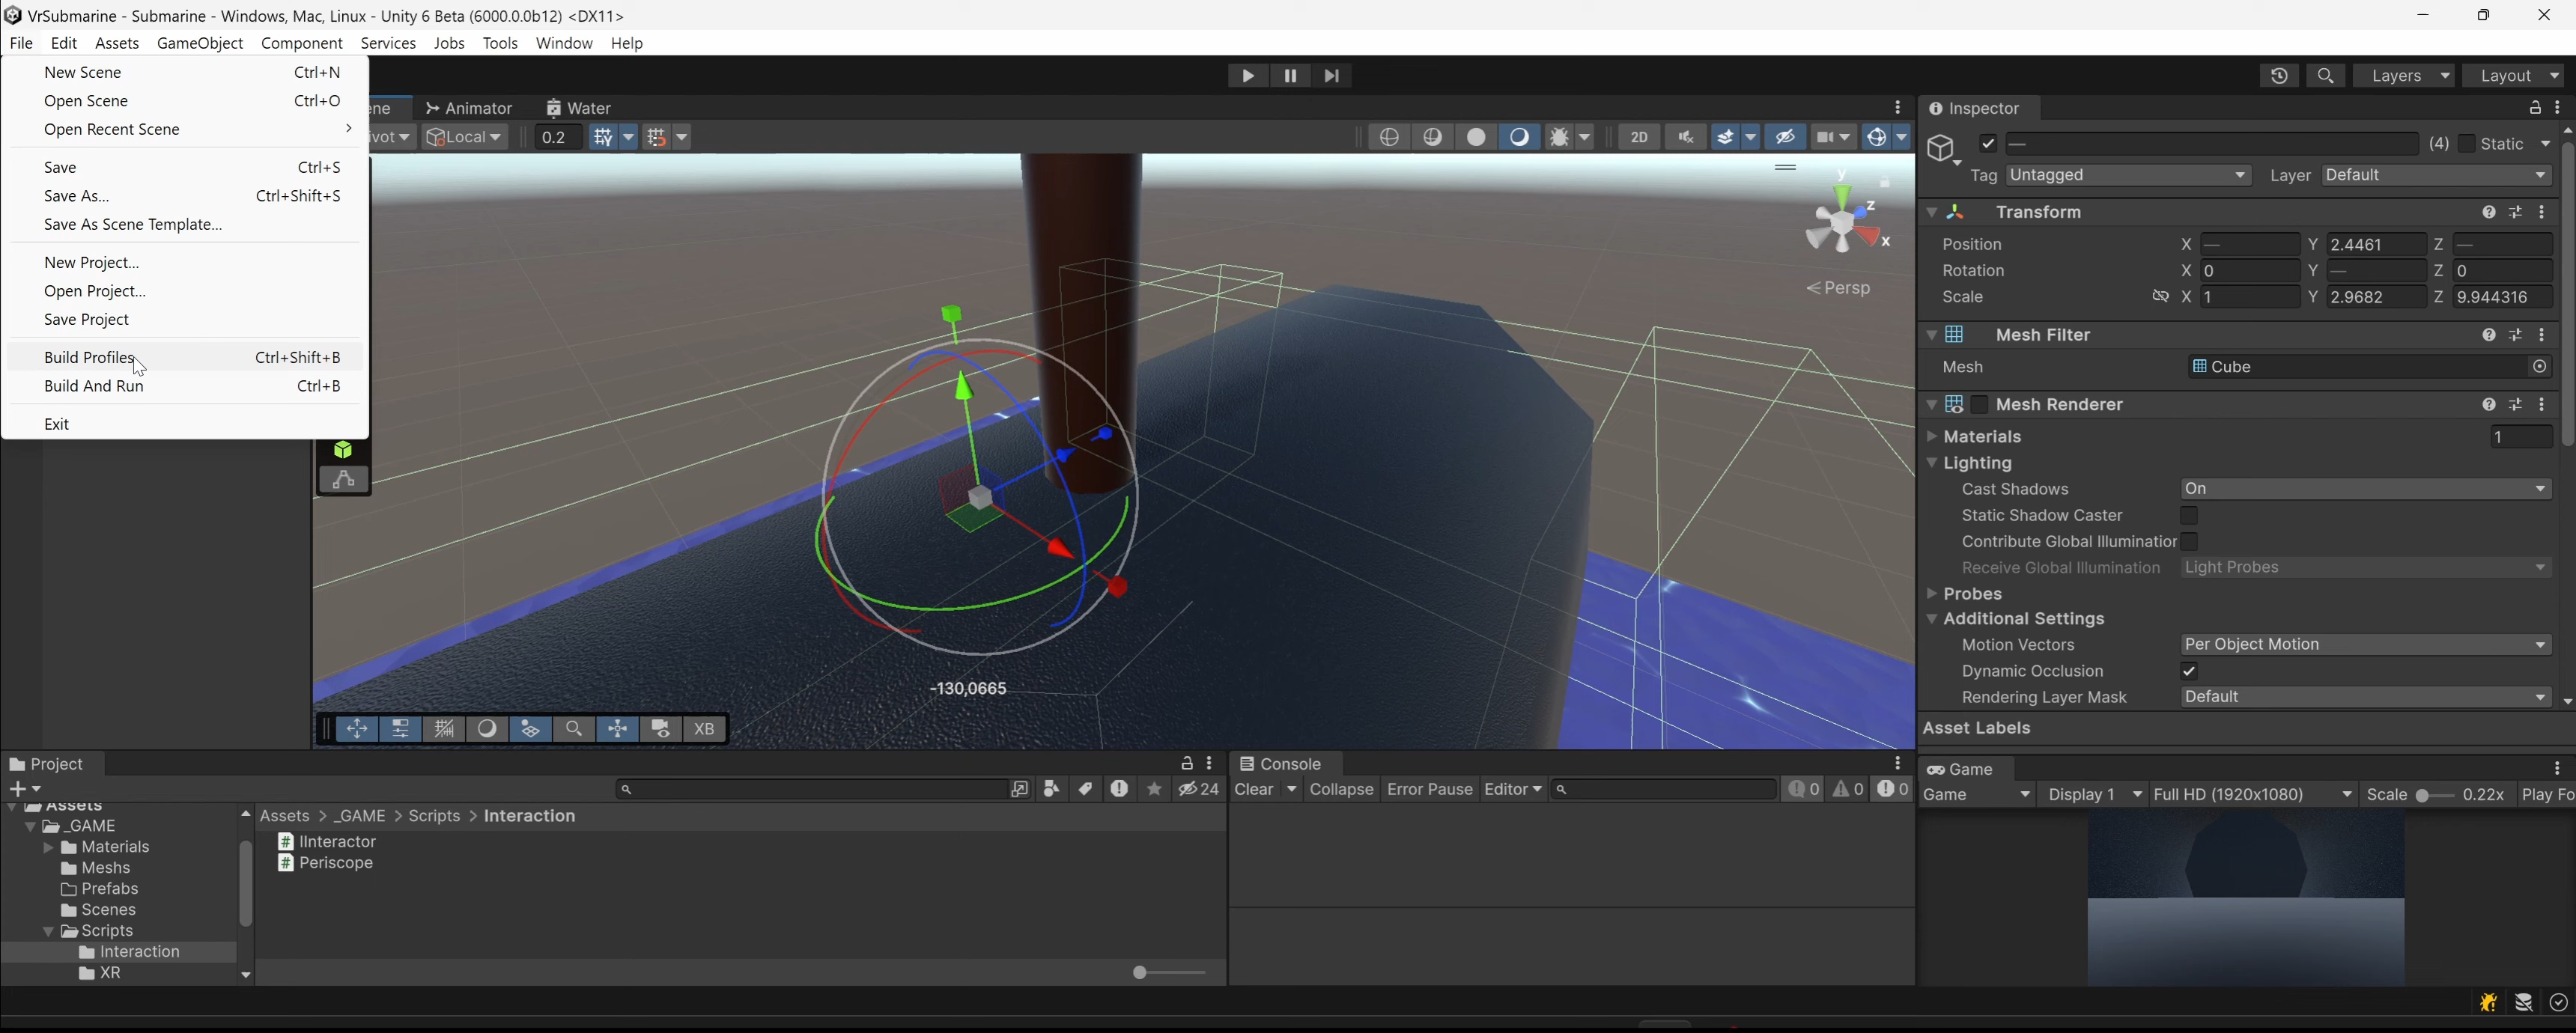 VrSubmarine - Submarine - Windows, Mac, Linux - Unity 6 Beta (6000.0.0b12) <DX11>
File Edit Assets GameObject Component Services Jobs Tools Window Help
New Scene Ctrl+N
Open Scene Ctrl+O
Open Recent Scene
Save Ctrl+S
Save As... Ctrl+Shift+S
Save As Scene Template...
New Project...
Open Project...
Save Project
Build Profiles Ctrl+Shift+B
Build And Run Ctrl+B
Exit
Layers Layout
ene Animator Water
ivot Local 0.2 2D
y z x
Persp
-130,0665
XB
Inspector
— (4) Static
Tag Untagged Layer Default
Transform
Position X — Y 2.4461 Z —
Rotation X 0 Y — Z 0
Scale X 1 Y 2.9682 Z 9.944316
Mesh Filter
Mesh Cube
Mesh Renderer
Materials 1
Lighting
Cast Shadows On
Static Shadow Caster
Contribute Global Illumination
Receive Global Illumination Light Probes
Probes
Additional Settings
Motion Vectors Per Object Motion
Dynamic Occlusion
Rendering Layer Mask Default
Asset Labels
Project
24
Assets
_GAME
Materials
Meshs
Prefabs
Scenes
Scripts
Interaction
XR
Assets > _GAME > Scripts > Interaction
IInteractor
Periscope
Console
Clear Collapse Error Pause Editor 0 0 0
Game
Game Display 1 Full HD (1920x1080) Scale 0.22x Play Fo